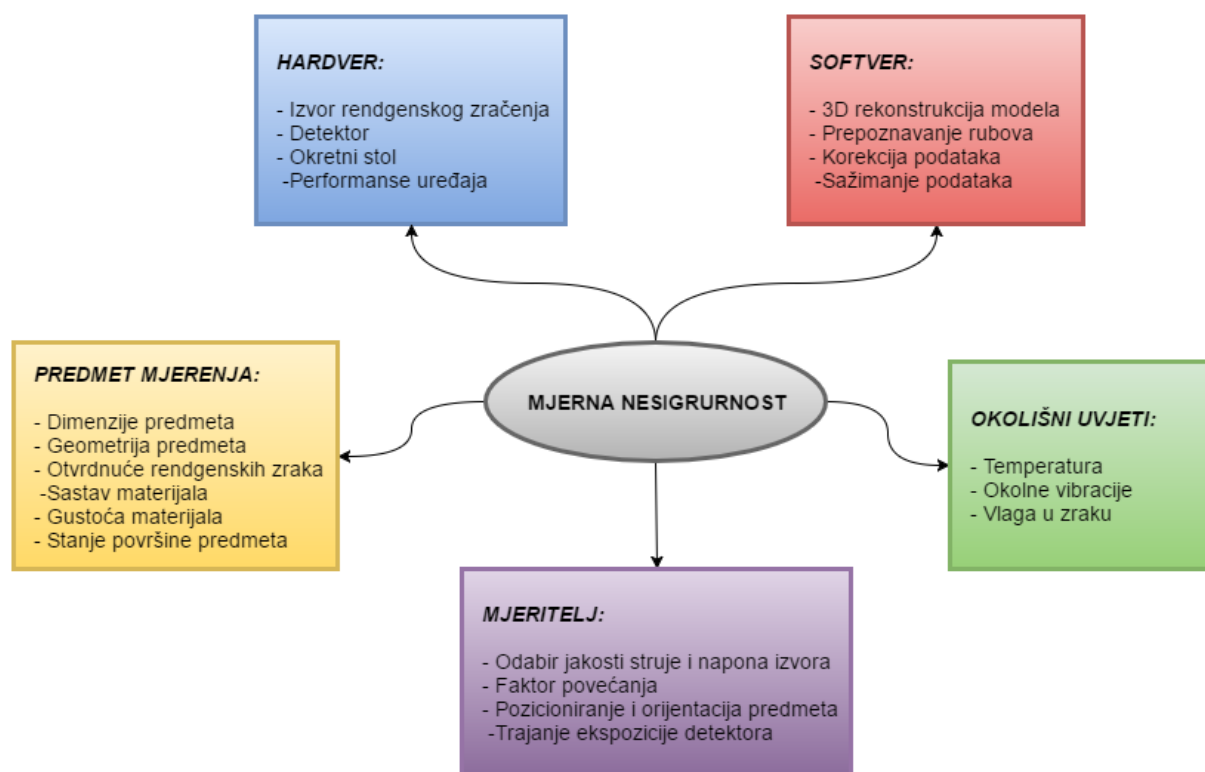 HARDVER:
- Izvor rendgenskog zračenja
- Detektor
- Okretni stol
-Performanse uređaja
SOFTVER:
- 3D rekonstrukcija modela
- Prepoznavanje rubova
- Korekcija podataka
-Sažimanje podataka
PREDMET MJERENJA:
- Dimenzije predmeta
- Geometrija predmeta
- Otvrdnuće rendgenskih zraka
-Sastav materijala
- Gustoća materijala
- Stanje površine predmeta
MJERNA NESIGRURNOST
OKOLIŠNI UVJETI:
- Temperatura
- Okolne vibracije
- Vlaga u zraku
MJERITELJ:
- Odabir jakosti struje i napona izvora
- Faktor povećanja
- Pozicioniranje i orijentacija predmeta
-Trajanje ekspozicije detektora